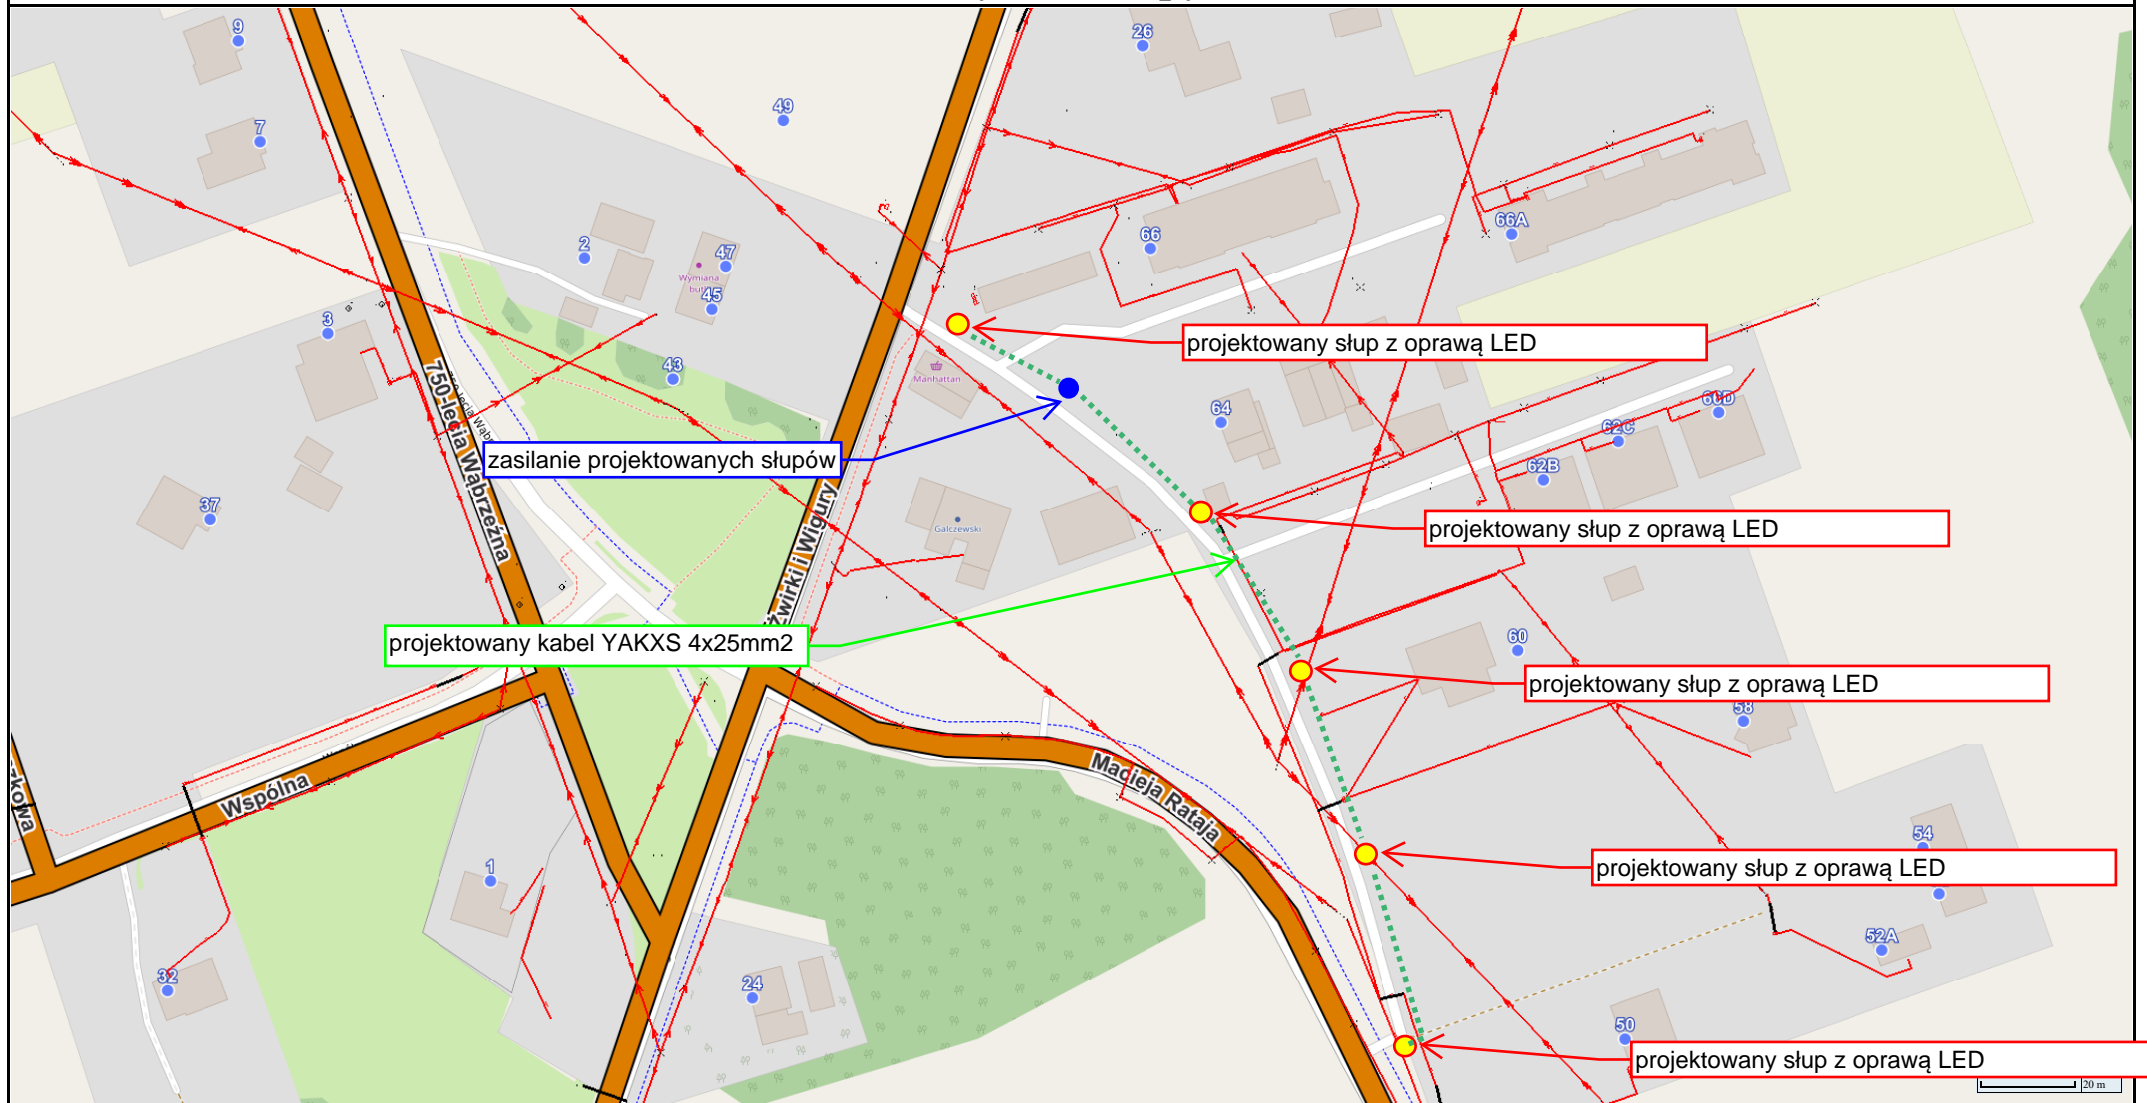 9
26
49
7
66A
66
2
47
Wymiana
45
3
projektowany słup z oprawą LED
43
Manhattan
60D
64
62C
750-lecia Wąbrzeźna
zasilanie projektowanych słupów
62B
37
Żwirki i Wigury
Galczewski
projektowany słup z oprawą LED
60
projektowany kabel YAKXS 4x25mm2
projektowany słup z oprawą LED
58
Macieja Rataja
Wspólna
54
projektowany słup z oprawą LED
1
52A
32
24
50
projektowany słup z oprawą LED
20 m